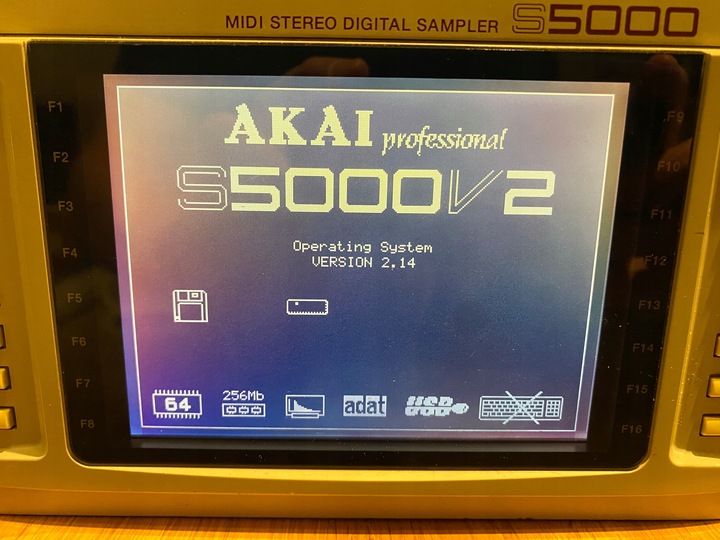 MIDI STEREO DIGITAL SAMPLER S5000
AKAI professional
S5000V2
Operating System
VERSION 2.14
64
256Mb
adat
USB
F1
F2
F3
F4
F5
F6
F7
F8
F9
F10
F11
F12
F13
F14
F15
F16